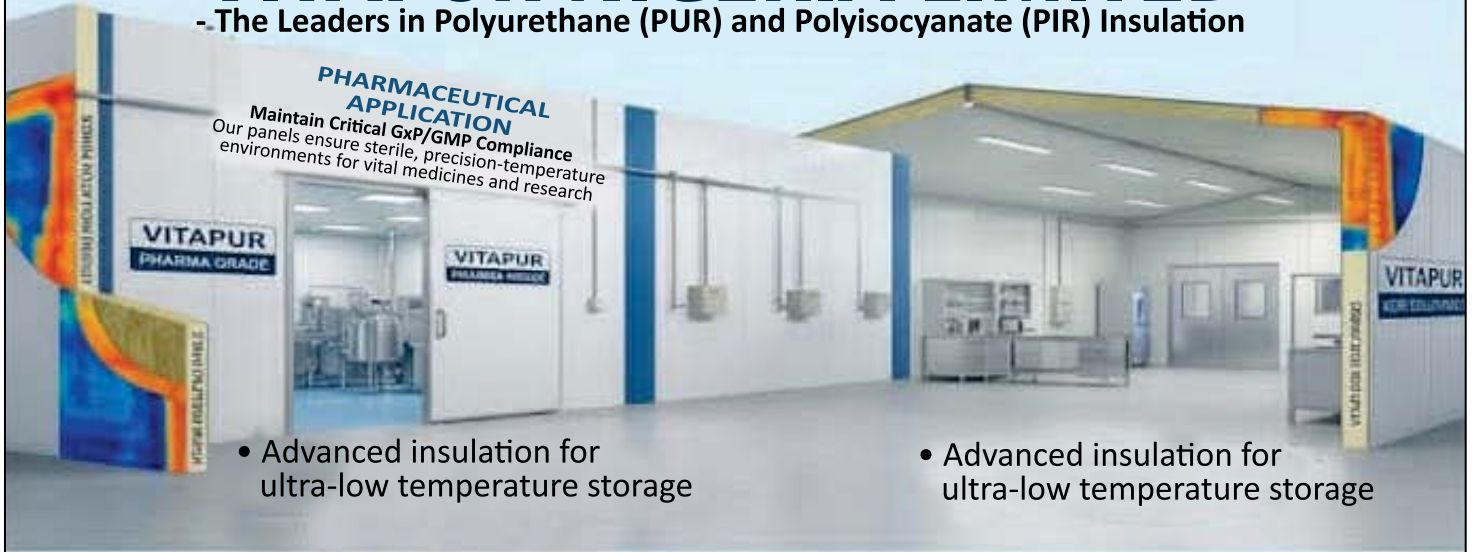 - The Leaders in Polyurethane (PUR) and Polyisocyanate (PIR) Insulation
PHARMACEUTICAL
APPLICATION
Maintain Critical GxP/GMP Compliance
Our panels ensure sterile, precision-temperature
environments for vital medicines and research
VITAPUR
PHARMA GRADE
VITAPUR
VITAPUR
• Advanced insulation for
ultra-low temperature storage
• Advanced insulation for
ultra-low temperature storage